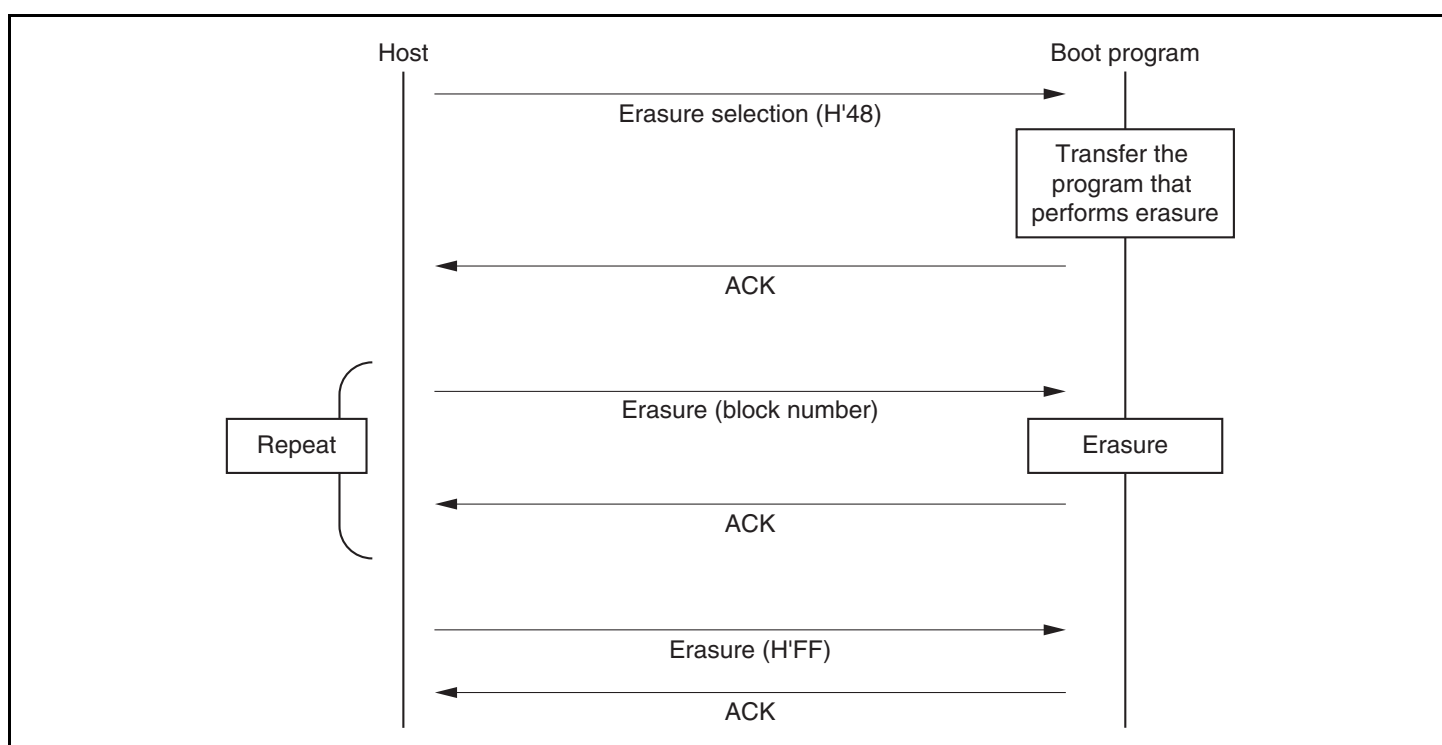 Host
Boot program
Erasure selection (H'48)
Transfer the
program that
performs erasure
ACK
Erasure (block number)
Repeat
Erasure
ACK
Erasure (H'FF)
ACK